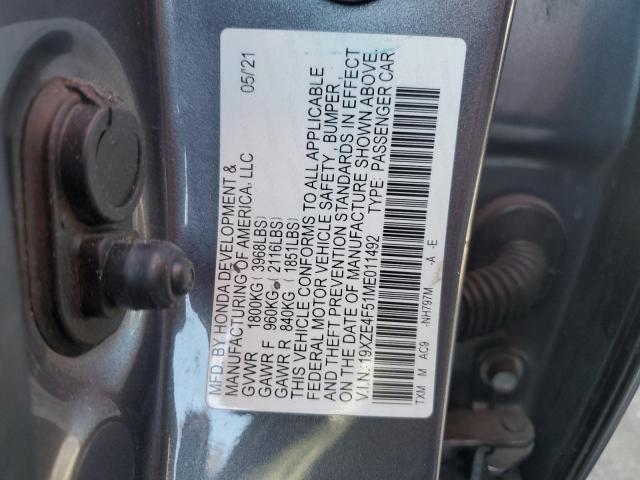 MFD. BY HONDA DEVELOPMENT & 05/21
MANUFACTURING OF AMERICA, LLC
GVWR 1800KG ( 3968LBS)
GAWR F 960KG ( 2116LBS)
GAWR R 840KG ( 1851LBS)
THIS VEHICLE CONFORMS TO ALL APPLICABLE
FEDERAL MOTOR VEHICLE SAFETY, BUMPER,
AND THEFT PREVENTION STANDARDS IN EFFECT
ON THE DATE OF MANUFACTURE SHOWN ABOVE.
V.I.N.: 19XZE4F51ME011492 TYPE: PASSENGER CAR
TXM M AC9 -NH797M -A -E